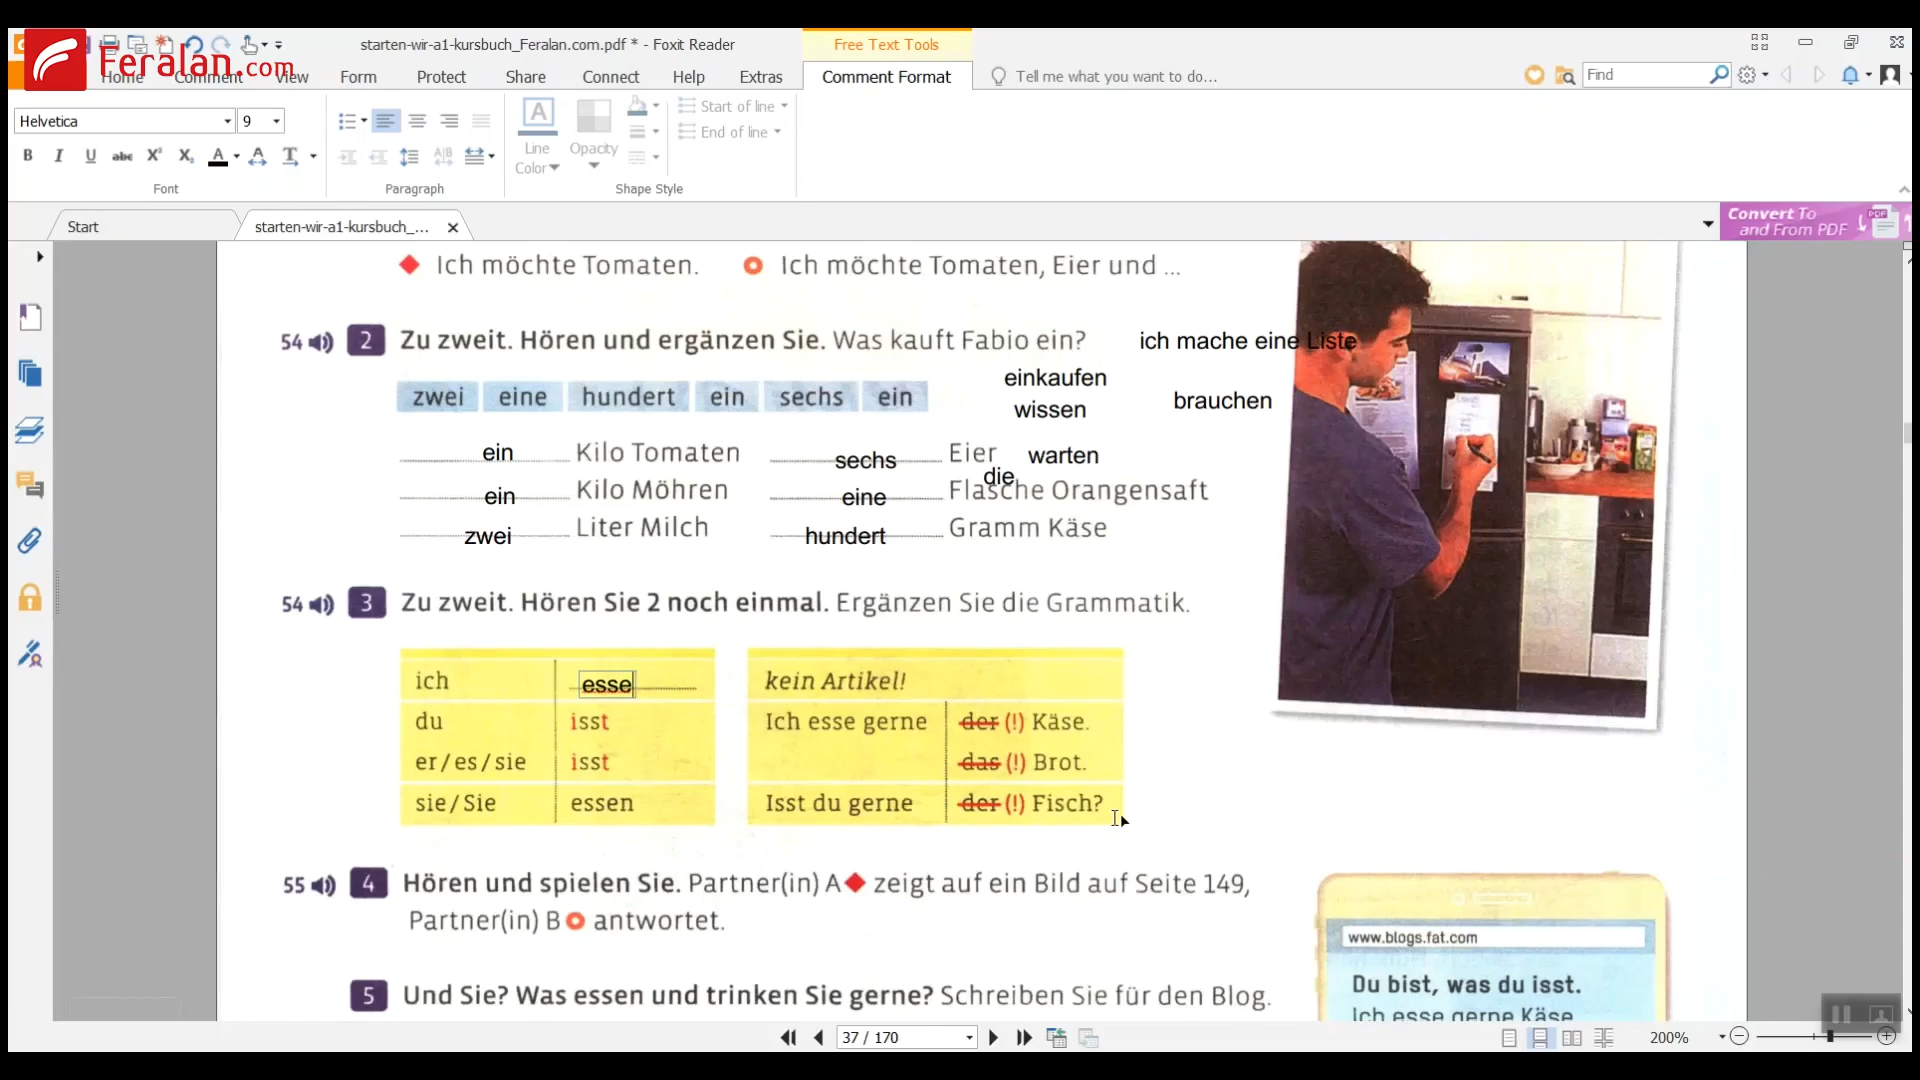 starten-wir-a1-kursbuch_Feralan.com.pdf * - Foxit Reader
Free Text Tools
Feralan.com
Home Comment View Form Protect Share Connect Help Extras Comment Format Tell me what you want to do... Find
Helvetica 9
Start of line
End of line
Line Color
Opacity
Font Paragraph Shape Style
Start
starten-wir-a1-kursbuch_...
Convert To
and From PDF
Ich möchte Tomaten. Ich möchte Tomaten, Eier und ...
54 2 Zu zweit. Hören und ergänzen Sie. Was kauft Fabio ein? ich mache eine Liste
einkaufen
zwei eine hundert ein sechs ein
wissen brauchen
ein Kilo Tomaten sechs Eier warten
die
ein Kilo Möhren eine Flasche Orangensaft
zwei Liter Milch hundert Gramm Käse
54 3 Zu zweit. Hören Sie 2 noch einmal. Ergänzen Sie die Grammatik.
ich esse
du isst
er/es/sie isst
sie/Sie essen
kein Artikel!
Ich esse gerne der (!) Käse.
das (!) Brot.
Isst du gerne der (!) Fisch?
55 4 Hören und spielen Sie. Partner(in) A zeigt auf ein Bild auf Seite 149,
Partner(in) B antwortet.
5 Und Sie? Was essen und trinken Sie gerne? Schreiben Sie für den Blog.
www.blogs.fat.com
Du bist, was du isst.
Ich esse gerne Käse
37 / 170
200%